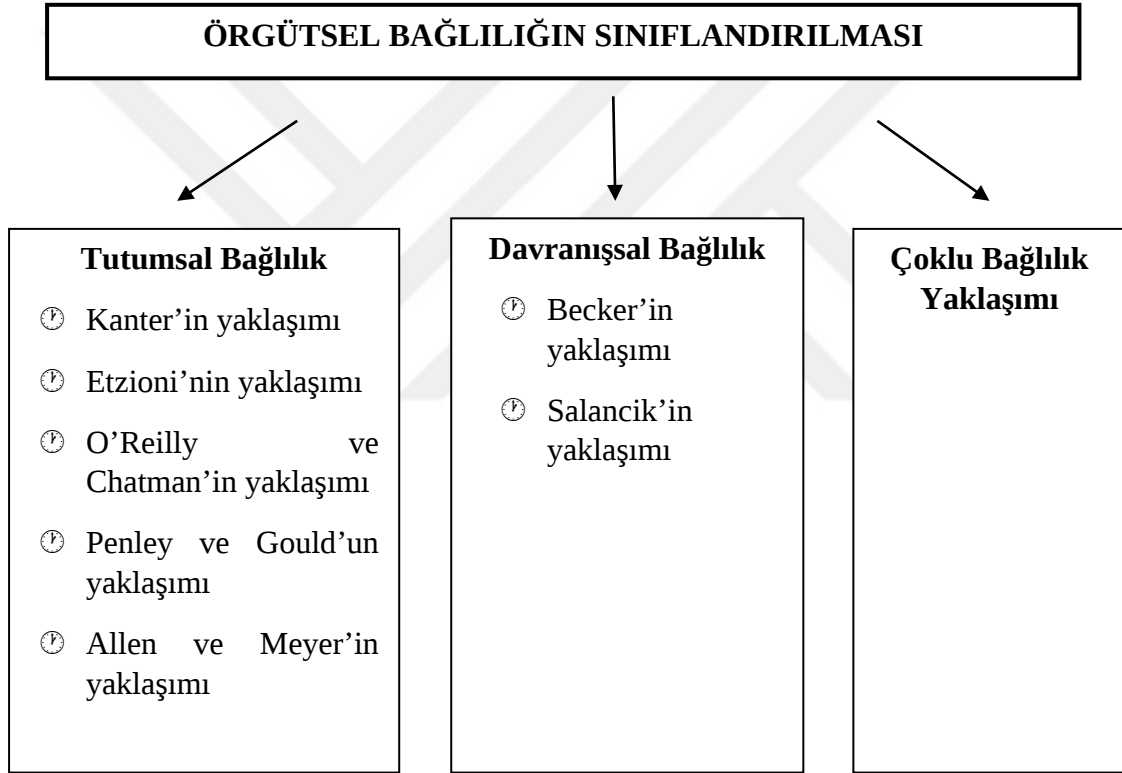 ÖRGÜTSEL BAĞLILIĞIN SINIFLANDIRILMASI
Tutumsal Bağlılık
Kanter’in yaklaşımı
Etzioni’nin yaklaşımı
O’Reilly ve
Chatman’in yaklaşımı
Penley ve Gould’un
yaklaşımı
Allen ve Meyer’in
yaklaşımı
Davranışsal Bağlılık
Becker’in
yaklaşımı
Salancik’in
yaklaşımı
Çoklu Bağlılık
Yaklaşımı